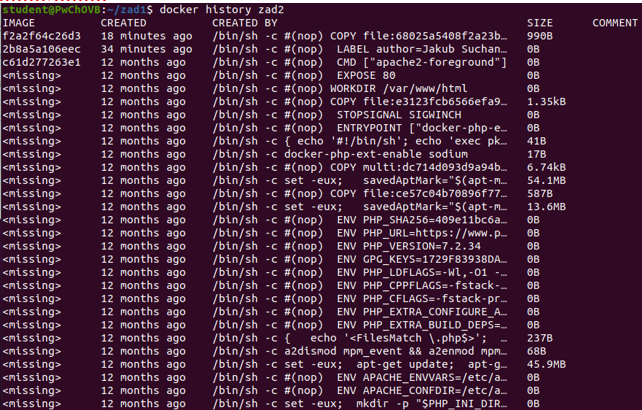 student@PwChOVB:~/zad1$ docker history zad2
IMAGE CREATED CREATED BY SIZE COMMENT
f2a2f64c26d3 18 minutes ago /bin/sh -c #(nop) COPY file:68025a5408f2a23b… 990B
2b8a5a106eec 34 minutes ago /bin/sh -c #(nop) LABEL author=Jakub Suchan… 0B
c61d277263e1 12 months ago /bin/sh -c #(nop) CMD ["apache2-foreground"] 0B
<missing> 12 months ago /bin/sh -c #(nop) EXPOSE 80 0B
<missing> 12 months ago /bin/sh -c #(nop) WORKDIR /var/www/html 0B
<missing> 12 months ago /bin/sh -c #(nop) COPY file:e3123fcb6566efa9… 1.35kB
<missing> 12 months ago /bin/sh -c #(nop) STOPSIGNAL SIGWINCH 0B
<missing> 12 months ago /bin/sh -c #(nop) ENTRYPOINT ["docker-php-e… 0B
<missing> 12 months ago /bin/sh -c { echo '#!/bin/sh'; echo 'exec pk… 41B
<missing> 12 months ago /bin/sh -c docker-php-ext-enable sodium 17B
<missing> 12 months ago /bin/sh -c #(nop) COPY multi:dc714d093d9a94b… 6.74kB
<missing> 12 months ago /bin/sh -c set -eux; savedAptMark="$(apt-m… 54.1MB
<missing> 12 months ago /bin/sh -c #(nop) COPY file:ce57c04b70896f77… 587B
<missing> 12 months ago /bin/sh -c set -eux; savedAptMark="$(apt-m… 13.6MB
<missing> 12 months ago /bin/sh -c #(nop) ENV PHP_SHA256=409e11bc6a… 0B
<missing> 12 months ago /bin/sh -c #(nop) ENV PHP_URL=https://www.p… 0B
<missing> 12 months ago /bin/sh -c #(nop) ENV PHP_VERSION=7.2.34 0B
<missing> 12 months ago /bin/sh -c #(nop) ENV GPG_KEYS=1729F83938DA… 0B
<missing> 12 months ago /bin/sh -c #(nop) ENV PHP_LDFLAGS=-Wl,-O1 -… 0B
<missing> 12 months ago /bin/sh -c #(nop) ENV PHP_CPPFLAGS=-fstack-… 0B
<missing> 12 months ago /bin/sh -c #(nop) ENV PHP_CFLAGS=-fstack-pr… 0B
<missing> 12 months ago /bin/sh -c #(nop) ENV PHP_EXTRA_CONFIGURE_A… 0B
<missing> 12 months ago /bin/sh -c #(nop) ENV PHP_EXTRA_BUILD_DEPS=… 0B
<missing> 12 months ago /bin/sh -c { echo '<FilesMatch \.php$>'; … 237B
<missing> 12 months ago /bin/sh -c a2dismod mpm_event && a2enmod mpm… 68B
<missing> 12 months ago /bin/sh -c set -eux; apt-get update; apt-g… 45.9MB
<missing> 12 months ago /bin/sh -c #(nop) ENV APACHE_ENVVARS=/etc/a… 0B
<missing> 12 months ago /bin/sh -c #(nop) ENV APACHE_CONFDIR=/etc/a… 0B
<missing> 12 months ago /bin/sh -c set -eux; mkdir -p "$PHP_INI_DIR… 0B